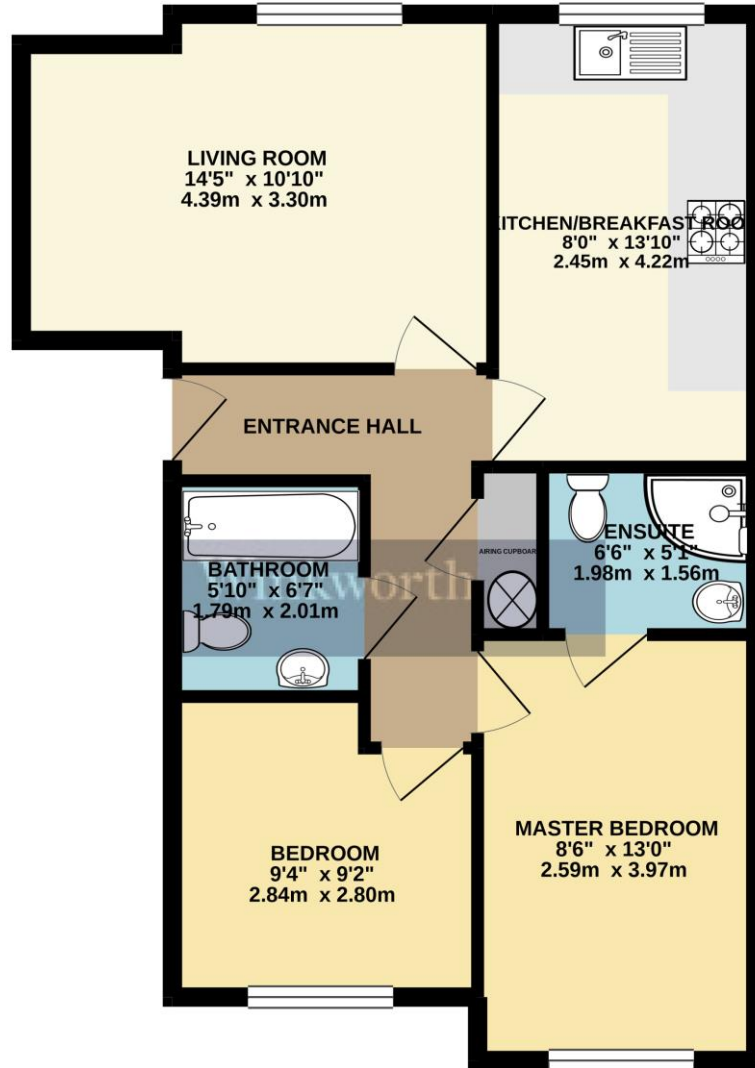 LIVING ROOM
14'5" x 10'10"
4.39m x 3.30m
KITCHEN/BREAKFAST ROOM
8'0" x 13'10"
2.45m x 4.22m
ENTRANCE HALL
AIRING CUPBOARD
ENSUITE
6'6" x 5'1"
1.98m x 1.56m
BATHROOM
5'10" x 6'7"
1.79m x 2.01m
Winkworth
MASTER BEDROOM
8'6" x 13'0"
2.59m x 3.97m
BEDROOM
9'4" x 9'2"
2.84m x 2.80m